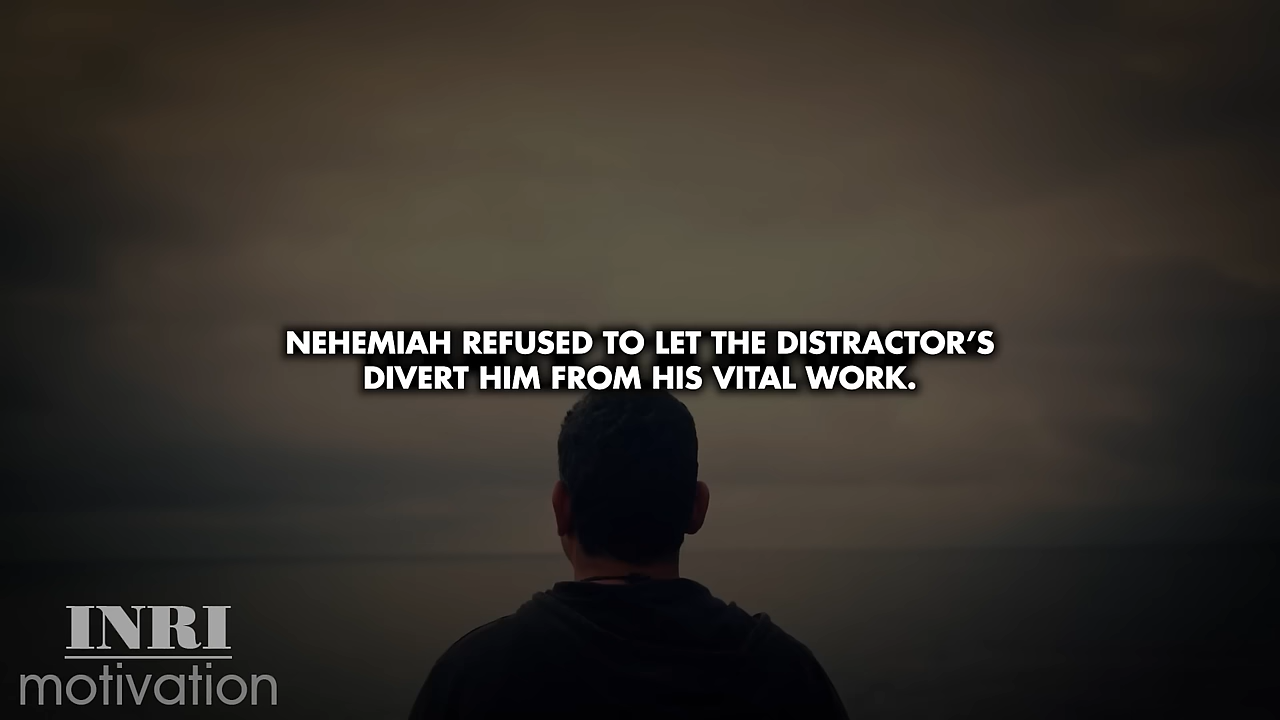 NEHEMIAH REFUSED TO LET THE DISTRACTOR’S
DIVERT HIM FROM HIS VITAL WORK.
INRI
motivation